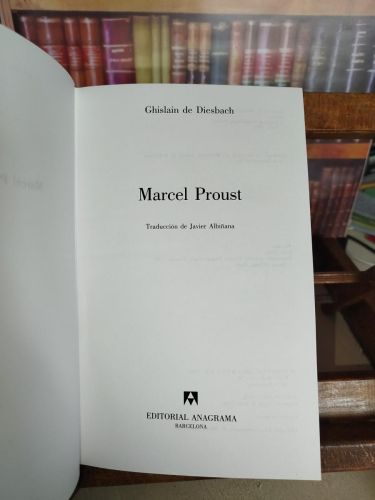 Ghislain de Diesbach
Marcel Proust
Traducción de Javier Albiñana
EDITORIAL ANAGRAMA
BARCELONA